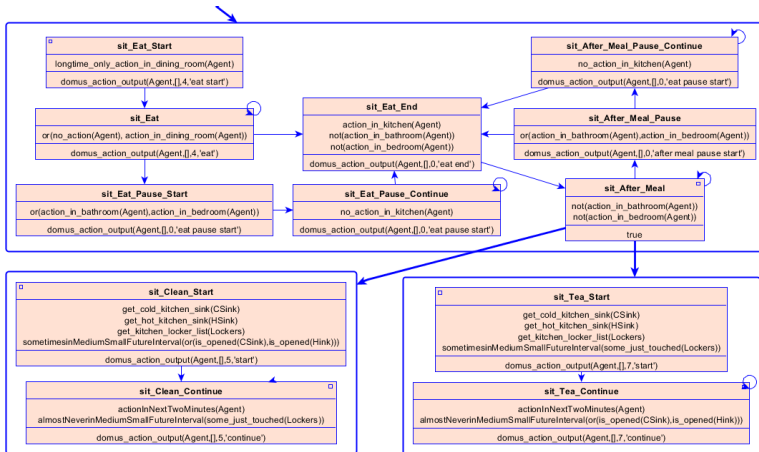 sit_Eat_Start
longtime_only_action_in_dining_room(Agent)
domus_action_output(Agent,[],4,'eat start')
sit_After_Meal_Pause_Continue
no_action_in_kitchen(Agent)
domus_action_output(Agent,[],0,'eat pause start')
sit_Eat
or(no_action(Agent), action_in_dining_room(Agent))
domus_action_output(Agent,[],4,'eat')
sit_Eat_End
action_in_kitchen(Agent)
not(action_in_bathroom(Agent))
not(action_in_bedroom(Agent))
domus_action_output(Agent,[],0,'eat end')
sit_After_Meal_Pause
or(action_in_bathroom(Agent),action_in_bedroom(Agent))
domus_action_output(Agent,[],0,'after meal pause start')
sit_Eat_Pause_Start
or(action_in_bathroom(Agent),action_in_bedroom(Agent))
domus_action_output(Agent,[],0,'eat pause start')
sit_Eat_Pause_Continue
no_action_in_kitchen(Agent)
domus_action_output(Agent,[],0,'eat pause start')
sit_After_Meal
not(action_in_bathroom(Agent))
not(action_in_bedroom(Agent))
true
sit_Clean_Start
get_cold_kitchen_sink(CSink)
get_hot_kitchen_sink(HSink)
get_kitchen_locker_list(Lockers)
sometimesinMediumSmallFutureInterval(or(is_opened(CSink),is_opened(Hink)))
domus_action_output(Agent,[],5,'start')
sit_Tea_Start
get_cold_kitchen_sink(CSink)
get_hot_kitchen_sink(HSink)
get_kitchen_locker_list(Lockers)
sometimesinMediumSmallFutureInterval(some_just_touched(Lockers))
domus_action_output(Agent,[],7,'start')
sit_Clean_Continue
actionInNextTwoMinutes(Agent)
almostNeverinMediumSmallFutureInterval(some_just_touched(Lockers))
domus_action_output(Agent,[],5,'continue')
sit_Tea_Continue
actionInNextTwoMinutes(Agent)
almostNeverinMediumSmallFutureInterval(or(is_opened(CSink),is_opened(Hink)))
domus_action_output(Agent,[],7,'continue')